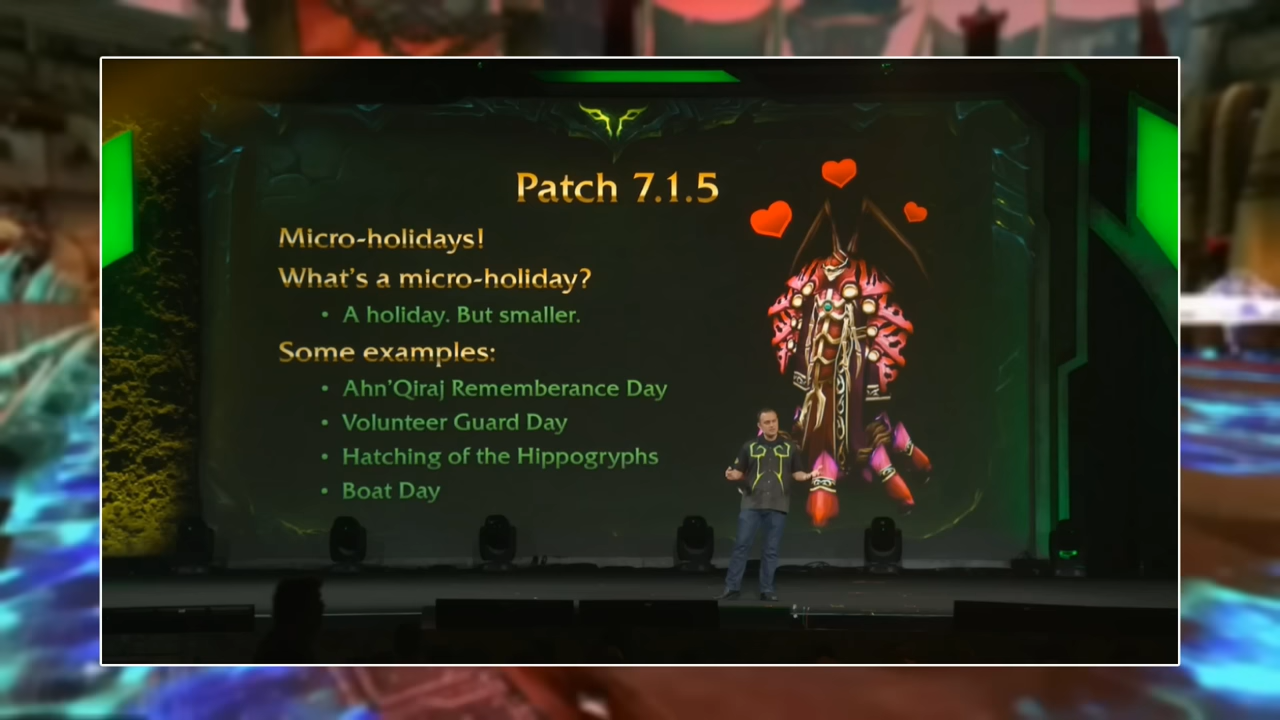 Patch 7.1.5
Micro-holidays!
What's a micro-holiday?
• A holiday. But smaller.
Some examples:
• Ahn'Qiraj Rememberance Day
• Volunteer Guard Day
• Hatching of the Hippogryphs
• Boat Day